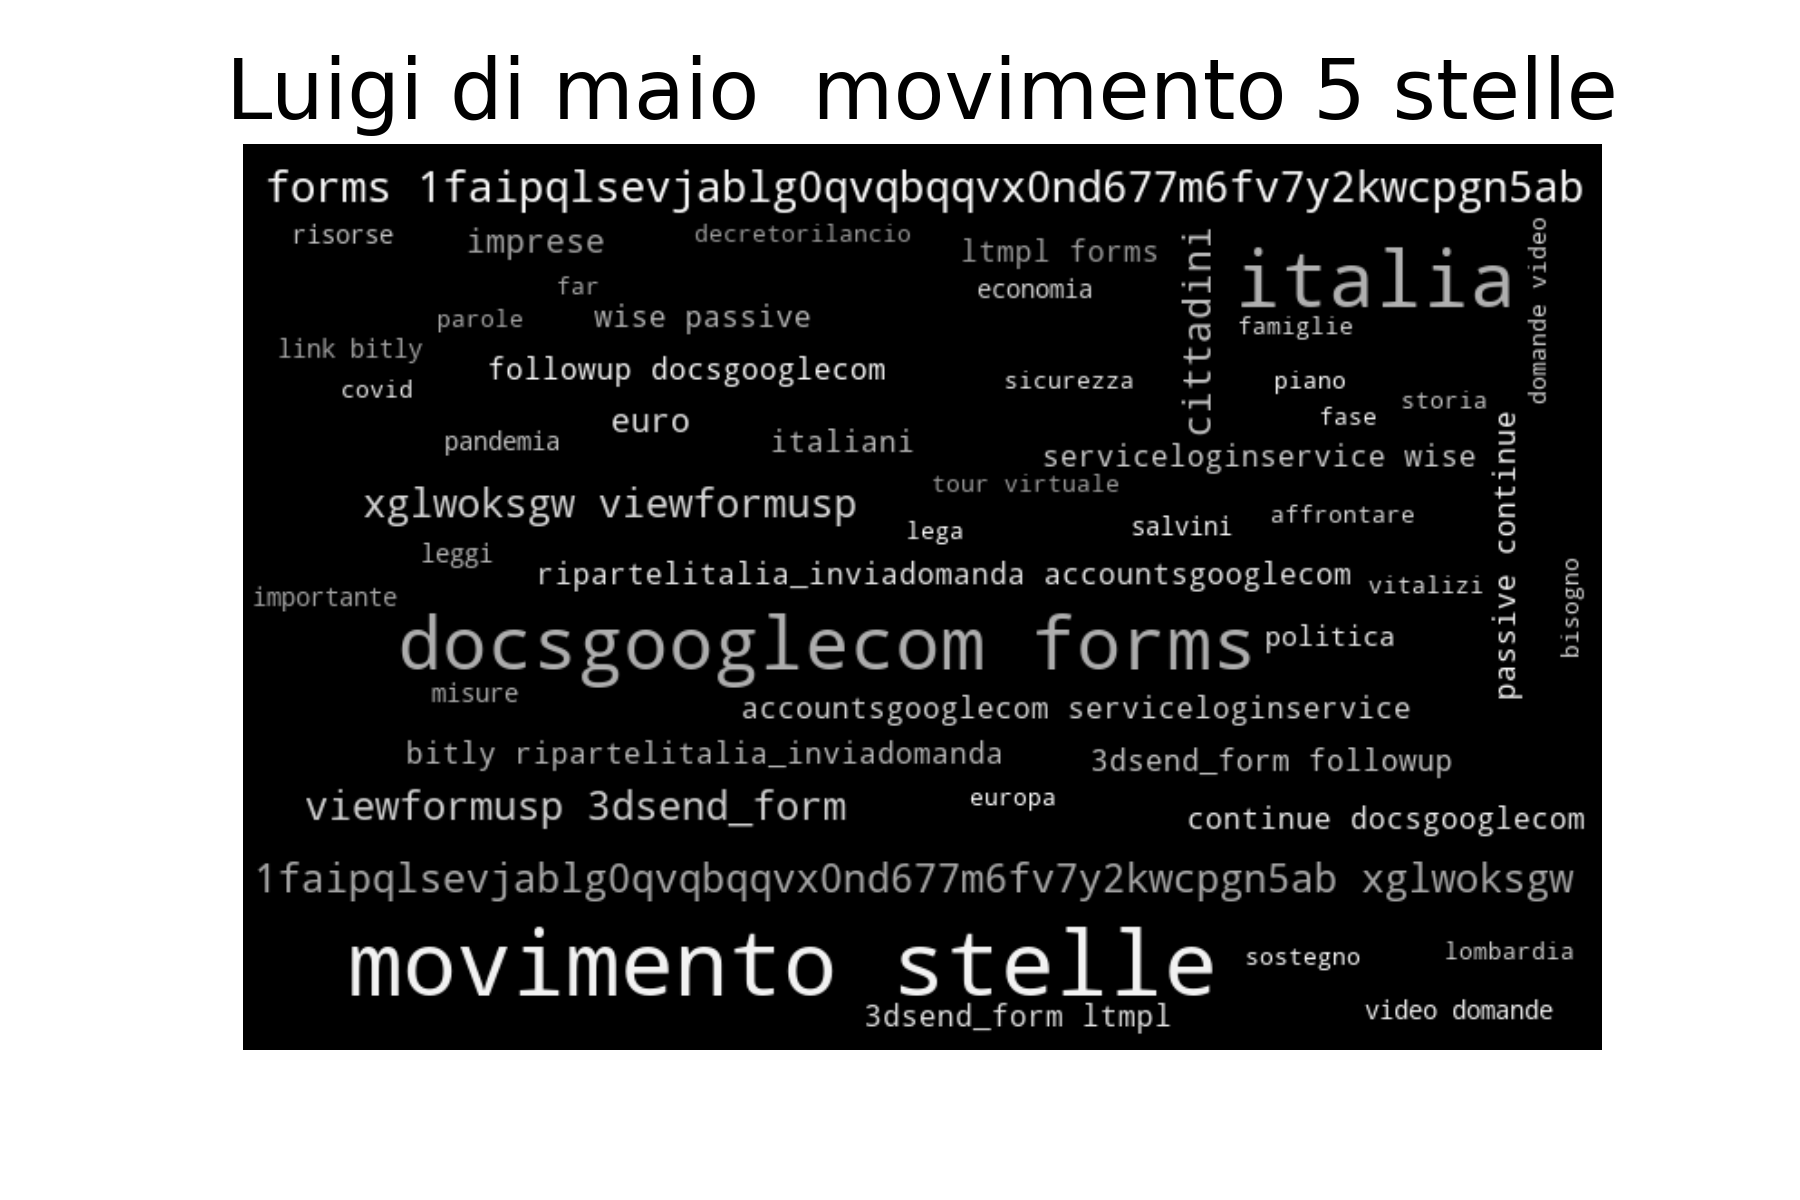 Luigi di maio  movimento 5 stelle
forms 1faipqlsevjablg0qvqbqqvx0nd677m6fv7y2kwcpgn5ab
risorse
imprese
decretorilancio
ltmpl forms
cittadini
italia
domande video
far
economia
parole
wise passive
famiglie
link bitly
followup docsgooglecom
covid
sicurezza
piano
storia
euro
fase
pandemia
italiani
serviceloginservice wise
passive continue
tour virtuale
xglwoksgw viewformusp
lega
salvini
affrontare
leggi
ripartelitalia_inviadomanda accountsgooglecom
vitalizi
bisogno
importante
docsgooglecom forms
politica
misure
accountsgooglecom serviceloginservice
bitly ripartelitalia_inviadomanda
3dsend_form followup
viewformusp 3dsend_form
europa
continue docsgooglecom
1faipqlsevjablg0qvqbqqvx0nd677m6fv7y2kwcpgn5ab xglwoksgw
movimento stelle
sostegno
lombardia
3dsend_form ltmpl
video domande